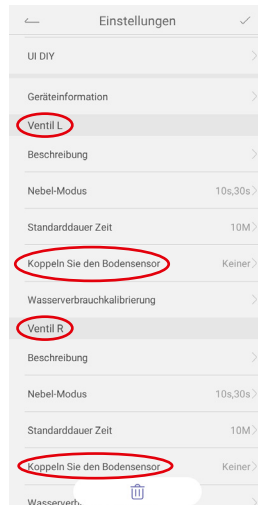 Einstellungen
UI DIY
Geräteinformation
Ventil L
Beschreibung
Nebel-Modus 10s,30s
Standarddauer Zeit 10M
Koppeln Sie den Bodensensor Keiner
Wasserverbrauchkalibrierung
Ventil R
Beschreibung
Nebel-Modus 10s,30s
Standarddauer Zeit 10M
Koppeln Sie den Bodensensor Keiner